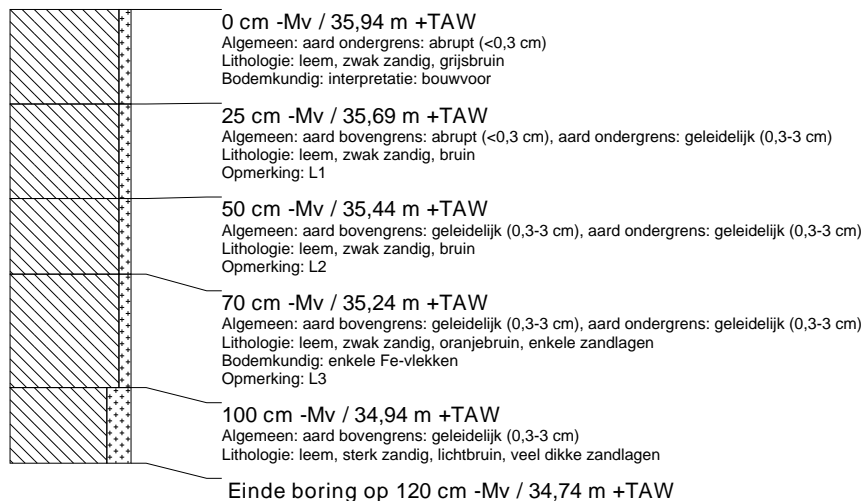 0 cm -Mv / 35,94 m +TAW
Algemeen: aard ondergrens: abrupt (<0,3 cm)
Lithologie: leem, zwak zandig, grijsbruin
Bodemkundig: interpretatie: bouwvoor
25 cm -Mv / 35,69 m +TAW
Algemeen: aard bovengrens: abrupt (<0,3 cm), aard ondergrens: geleidelijk (0,3-3 cm)
Lithologie: leem, zwak zandig, bruin
Opmerking: L1
50 cm -Mv / 35,44 m +TAW
Algemeen: aard bovengrens: geleidelijk (0,3-3 cm), aard ondergrens: geleidelijk (0,3-3 cm)
Lithologie: leem, zwak zandig, bruin
Opmerking: L2
70 cm -Mv / 35,24 m +TAW
Algemeen: aard bovengrens: geleidelijk (0,3-3 cm), aard ondergrens: geleidelijk (0,3-3 cm)
Lithologie: leem, zwak zandig, oranjebruin, enkele zandlagen
Bodemkundig: enkele Fe-vlekken
Opmerking: L3
100 cm -Mv / 34,94 m +TAW
Algemeen: aard bovengrens: geleidelijk (0,3-3 cm)
Lithologie: leem, sterk zandig, lichtbruin, veel dikke zandlagen
Einde boring op 120 cm -Mv / 34,74 m +TAW